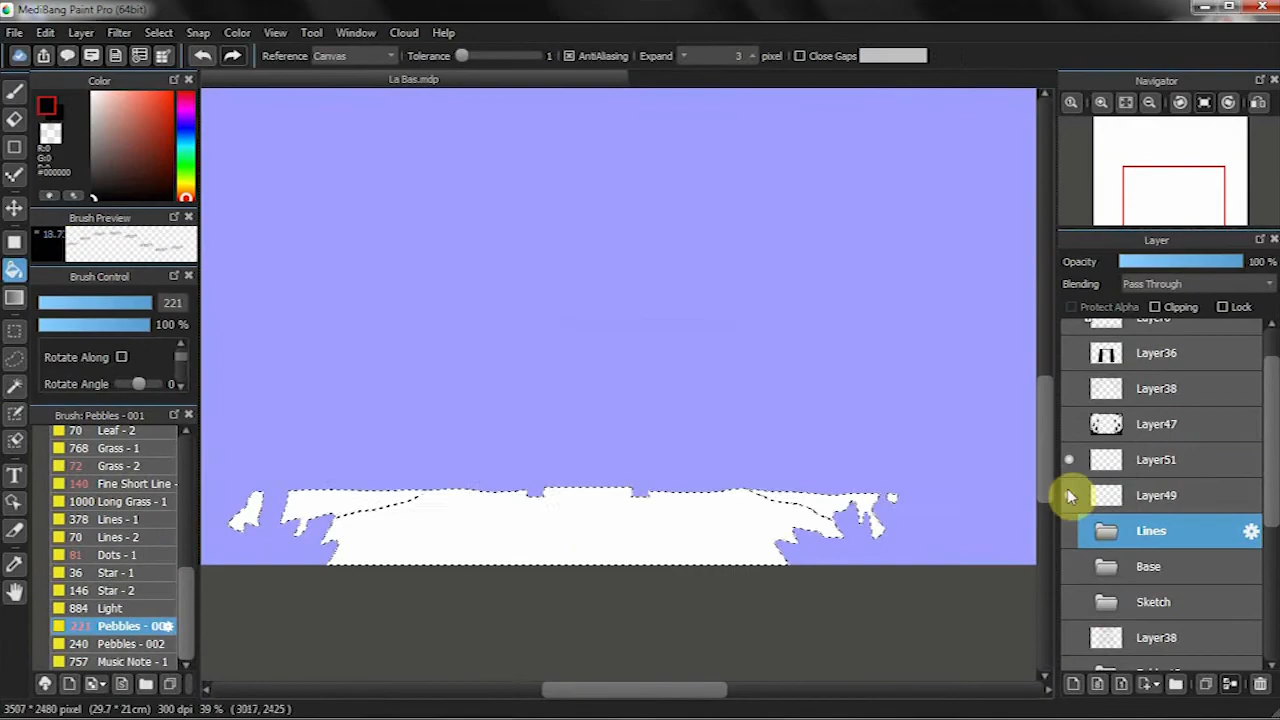 MediBang Paint Pro (64bit)
File Edit Layer Filter Select Snap Color View Tool Window Cloud Help
Reference Canvas Tolerance 1 AntiAliasing Expand 3 pixel Close Gaps
Color
La Bas.mdp
Navigator
R:0
G:0
#000000
Brush Preview
Layer
Opacity 100 %
Brush Control
Blending Pass Through
221
Protect Alpha Clipping Lock
100 %
Rotate Along
Layer36
Rotate Angle 0
Layer38
Brush: Pebbles - 001
70 Leaf - 2
Layer47
768 Grass - 1
72 Grass - 2
Layer51
140 Fine Short Line -
1000 Long Grass - 1
Layer49
378 Lines - 1
Lines
70 Lines - 2
81 Dots - 1
Base
36 Star - 1
146 Star - 2
Sketch
884 Light
221 Pebbles - 00
Layer38
240 Pebbles - 002
757 Music Note - 1
3507 * 2480 pixel (29.7 * 21cm) 300 dpi 39 % ( 3017, 2425 )